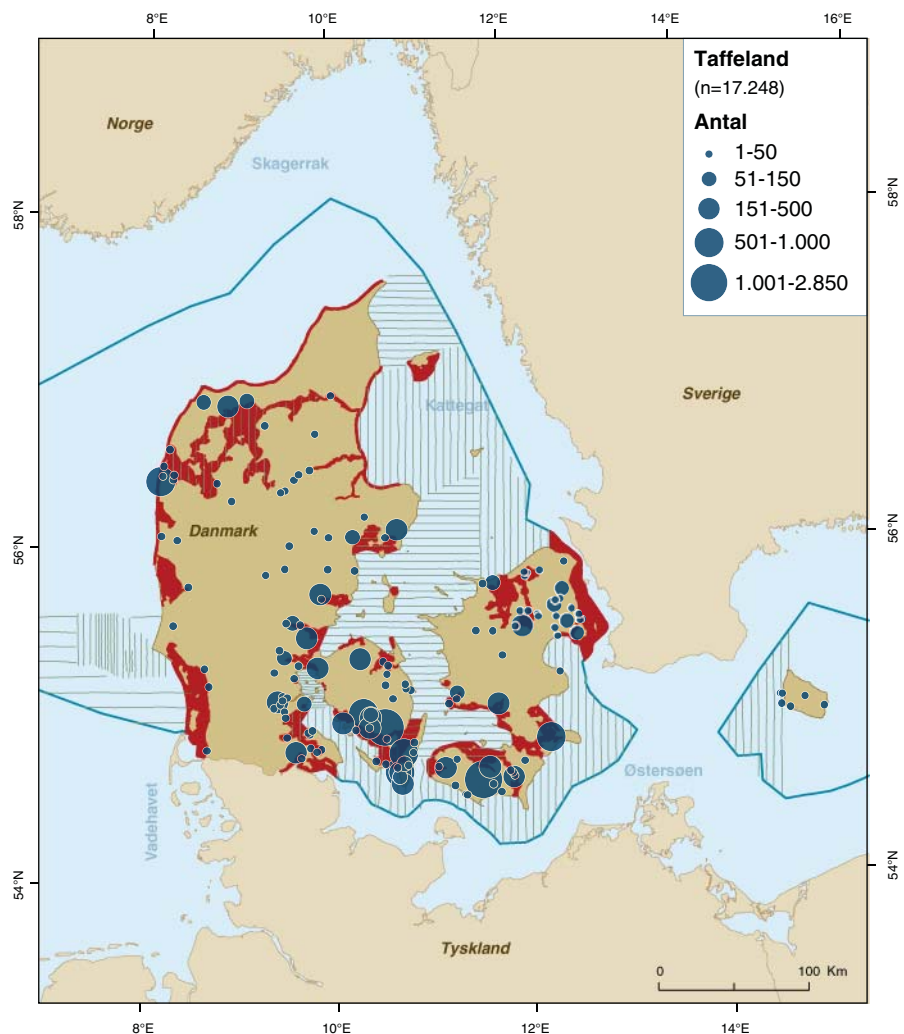 8°E 10°E 12°E 14°E 16°E
Taffeland
(n=17.248)
Antal
1-50
51-150
151-500
501-1.000
1.001-2.850
Norge
Skagerrak
58°N
58°N
Sverige
Kattegat
Danmark
56°N
56°N
Østersøen
Vadehavet
54°N
54°N
Tyskland
0 100 Km
8°E 10°E 12°E 14°E